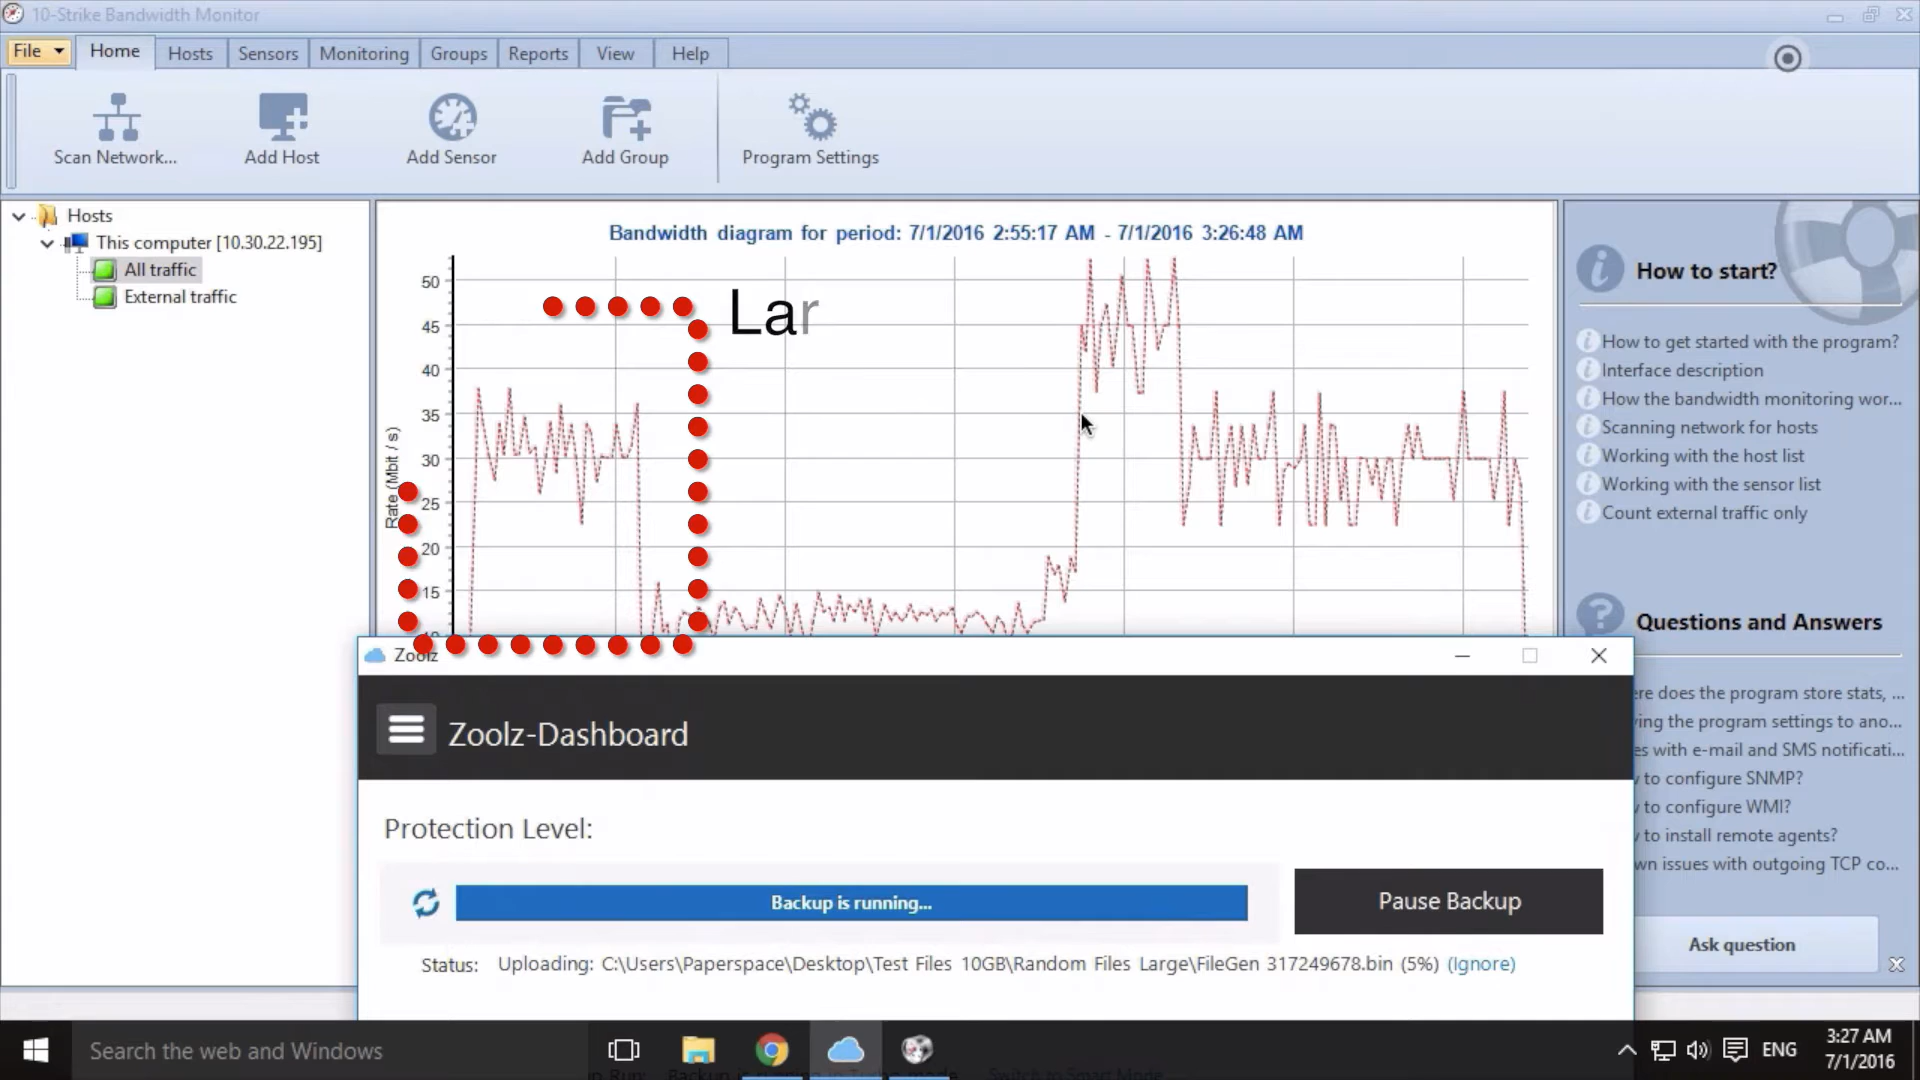 10-Strike Bandwidth Monitor
File
Home
Hosts
Sensors
Monitoring
Groups
Reports
View
Help
Scan Network...
Add Host
Add Sensor
Add Group
Program Settings
Hosts
This computer [10.30.22.195]
All traffic
External traffic
Bandwidth diagram for period: 7/1/2016 2:55:17 AM - 7/1/2016 3:26:48 AM
Lar
50
45
40
35
30
25
20
15
Rate (Mbit / s)
How to start?
How to get started with the program?
Interface description
How the bandwidth monitoring wor...
Scanning network for hosts
Working with the host list
Working with the sensor list
Count external traffic only
Questions and Answers
ere does the program store stats, ...
ving the program settings to ano...
es with e-mail and SMS notificati...
to configure SNMP?
to configure WMI?
to install remote agents?
wn issues with outgoing TCP co...
Ask question
Zoolz
Zoolz-Dashboard
Protection Level:
Backup is running...
Pause Backup
Status: Uploading: C:\Users\Paperspace\Desktop\Test Files 10GB\Random Files Large\FileGen 317249678.bin (5%) (Ignore)
Search the web and Windows
ENG
3:27 AM
7/1/2016